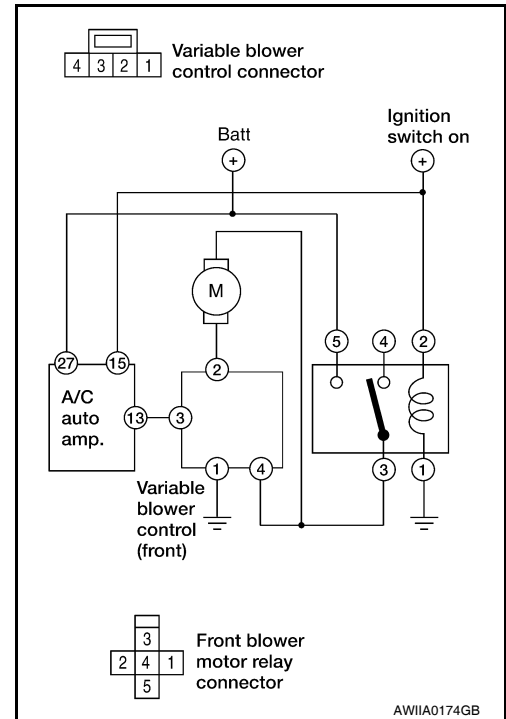 4 3 2 1
Variable blower
control connector
Ignition
switch on
Batt
+
+
M
5 4 2
27 15
2
A/C
auto
amp.
13 3
1 4
3 1
Variable
blower
control
(front)
3
2 4 1
5
Front blower
motor relay
connector
AWIIA0174GB